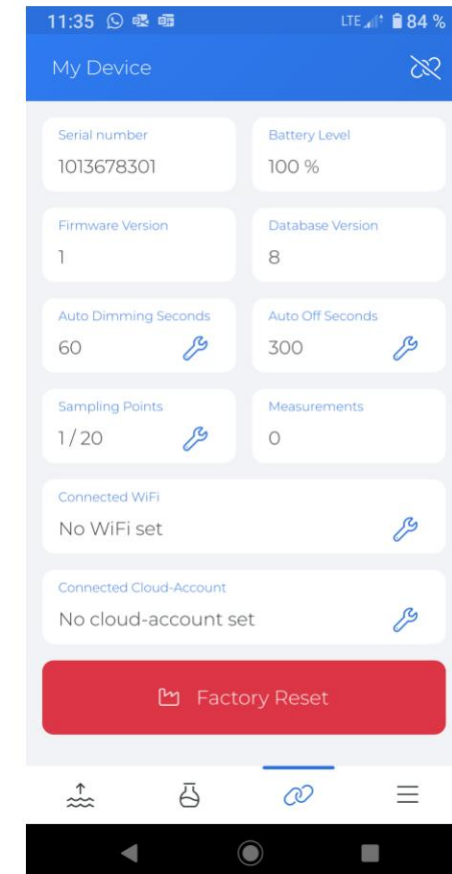 11:35 LTE 84 %
My Device
Serial number Battery Level
1013678301 100 %
Firmware Version Database Version
1 8
Auto Dimming Seconds Auto Off Seconds
60 300
Sampling Points Measurements
1 / 20 0
Connected WiFi
No WiFi set
Connected Cloud-Account
No cloud-account set
Factory Reset